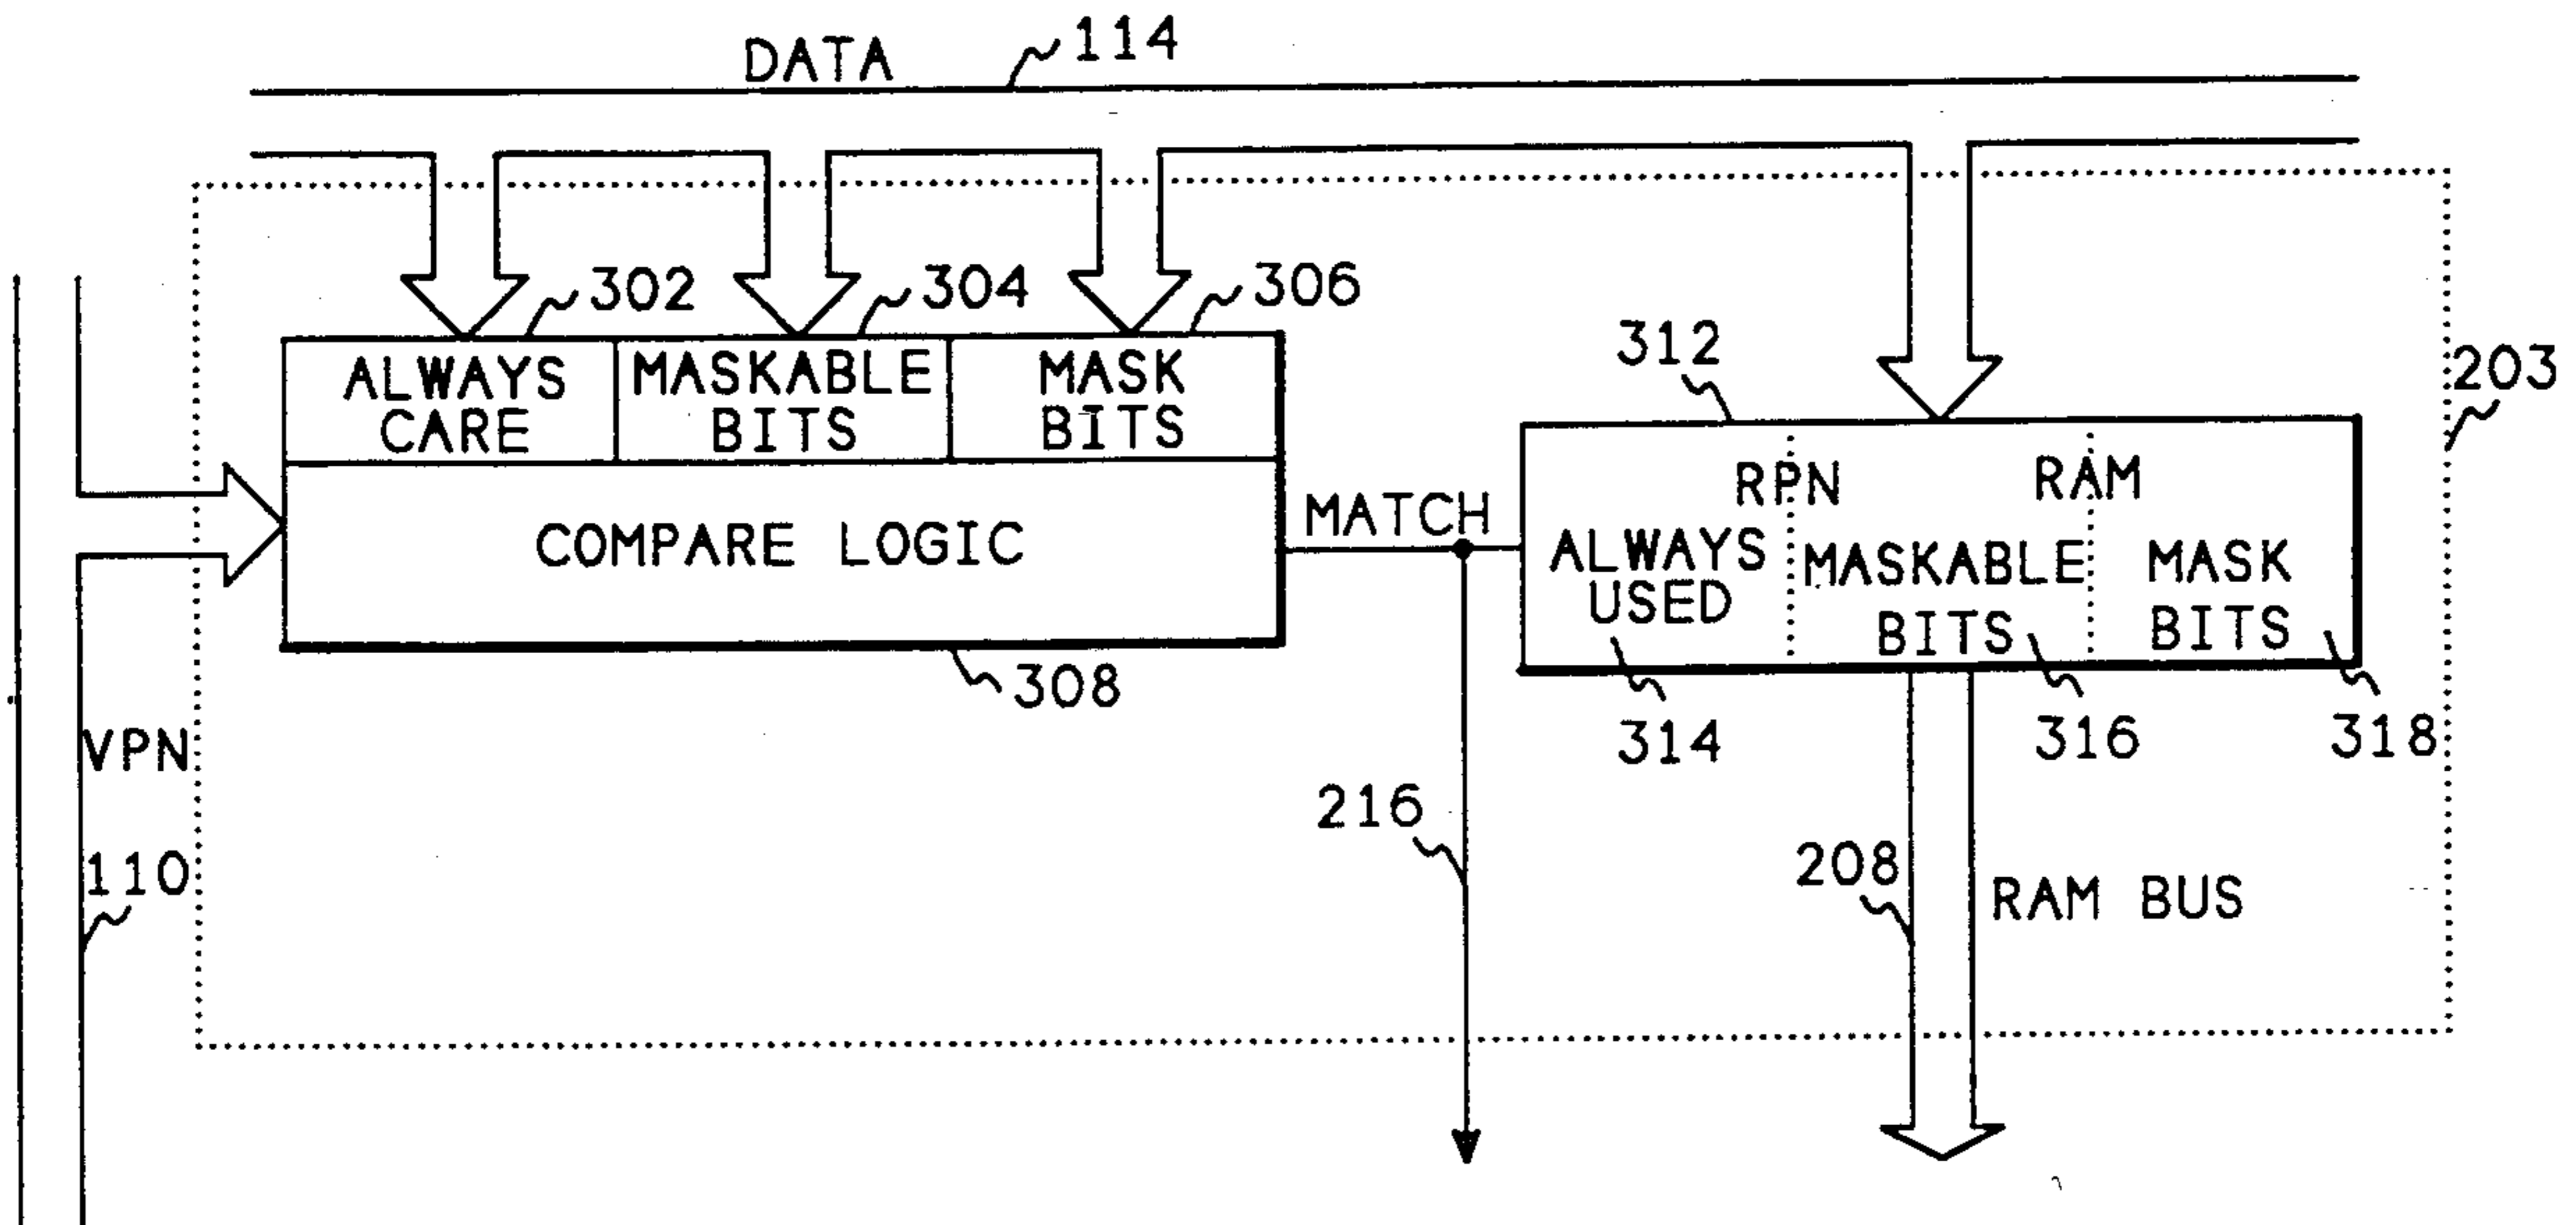 DATA 114
302 304 306
ALWAYS CARE
MASKABLE BITS
MASK BITS
COMPARE LOGIC
308
MATCH
312
203
RPN RAM
ALWAYS USED
MASKABLE BITS
MASK BITS
314 316 318
VPN
110
216
208
RAM BUS